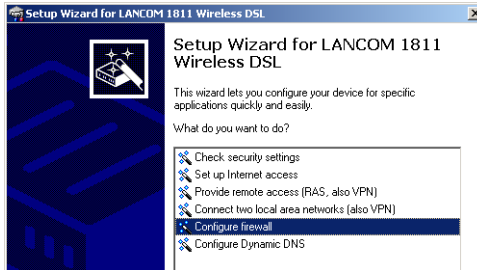 Setup Wizard for LANCOM 1811 Wireless DSL
Setup Wizard for LANCOM 1811
Wireless DSL
This wizard lets you configure your device for specific
applications quickly and easily.
What do you want to do?
Check security settings
Set up Internet access
Provide remote access (RAS, also VPN)
Connect two local area networks (also VPN)
Configure firewall
Configure Dynamic DNS